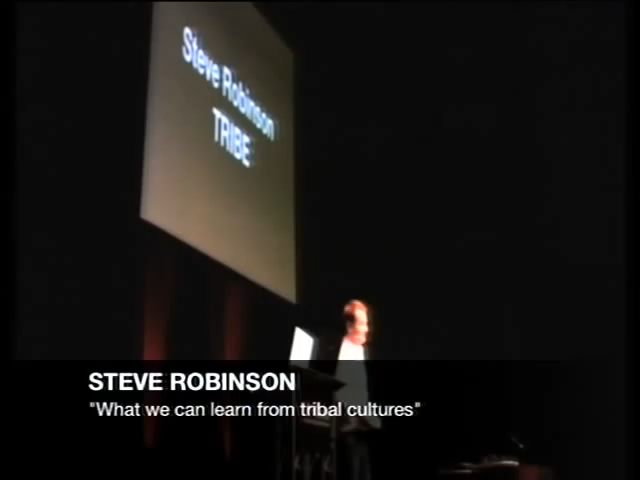 Steve Robinson
TRIBE
STEVE ROBINSON
"What we can learn from tribal cultures"